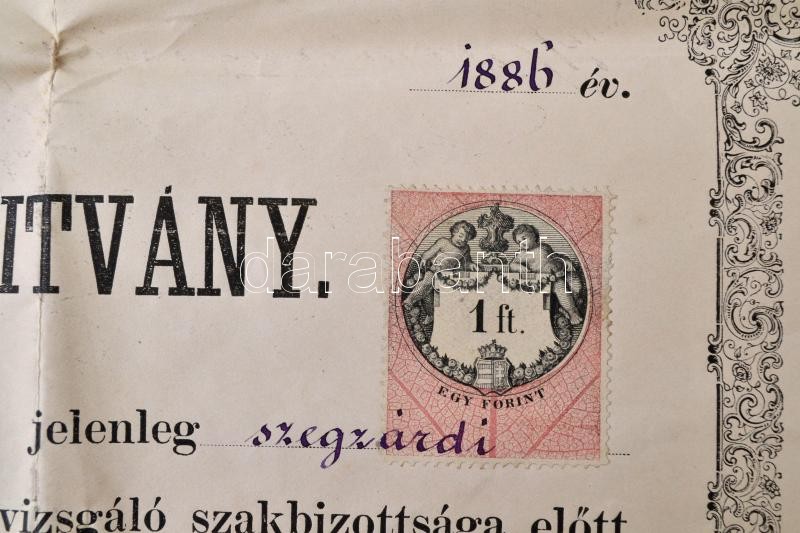 1886 év.
ITVÁNY.
darabanth
1 ft.
EGY FORINT
jelenleg szegzárdi
vizsgáló szakbizottsága előtt